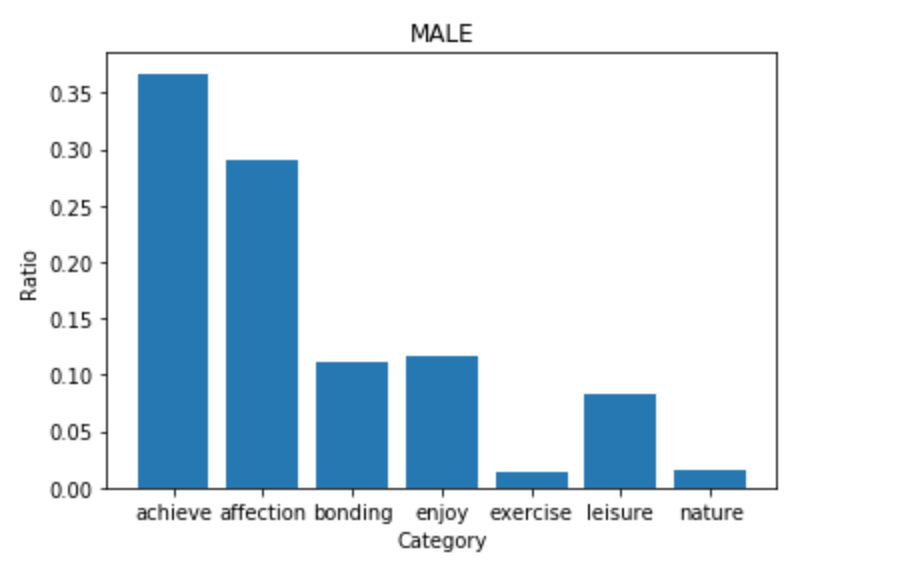 MALE
Ratio
0.35
0.30
0.25
0.20
0.15
0.10
0.05
0.00
achieve affection bonding enjoy exercise leisure nature
Category